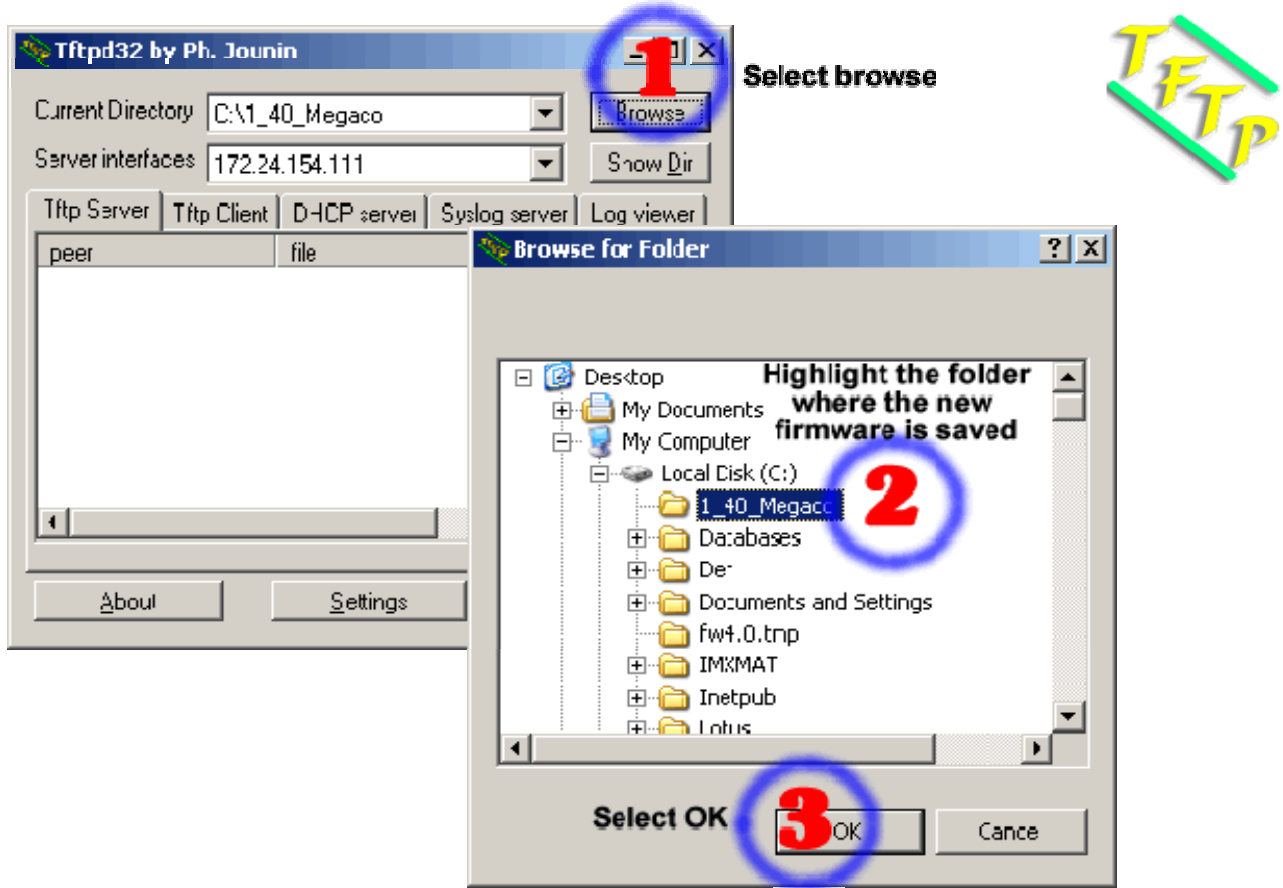 Tftpd32 by Ph. Jounin
1
Select browse
TFTP
Current Directory
C:\1_40_Megaco
Browse
Server interfaces
172.24.154.111
Show Dir
Tftp Server
Tftp Client
DHCP server
Syslog server
Log viewer
peer
file
Browse for Folder
?
X
Desktop
Highlight the folder
where the new
firmware is saved
My Documents
My Computer
Local Disk (C:)
2
1_40_Megaco
Databases
Documents and Settings
fw4.0.tmp
IMXMAT
Inetpub
Lotus
About
Settings
Select OK
3
OK
Cance